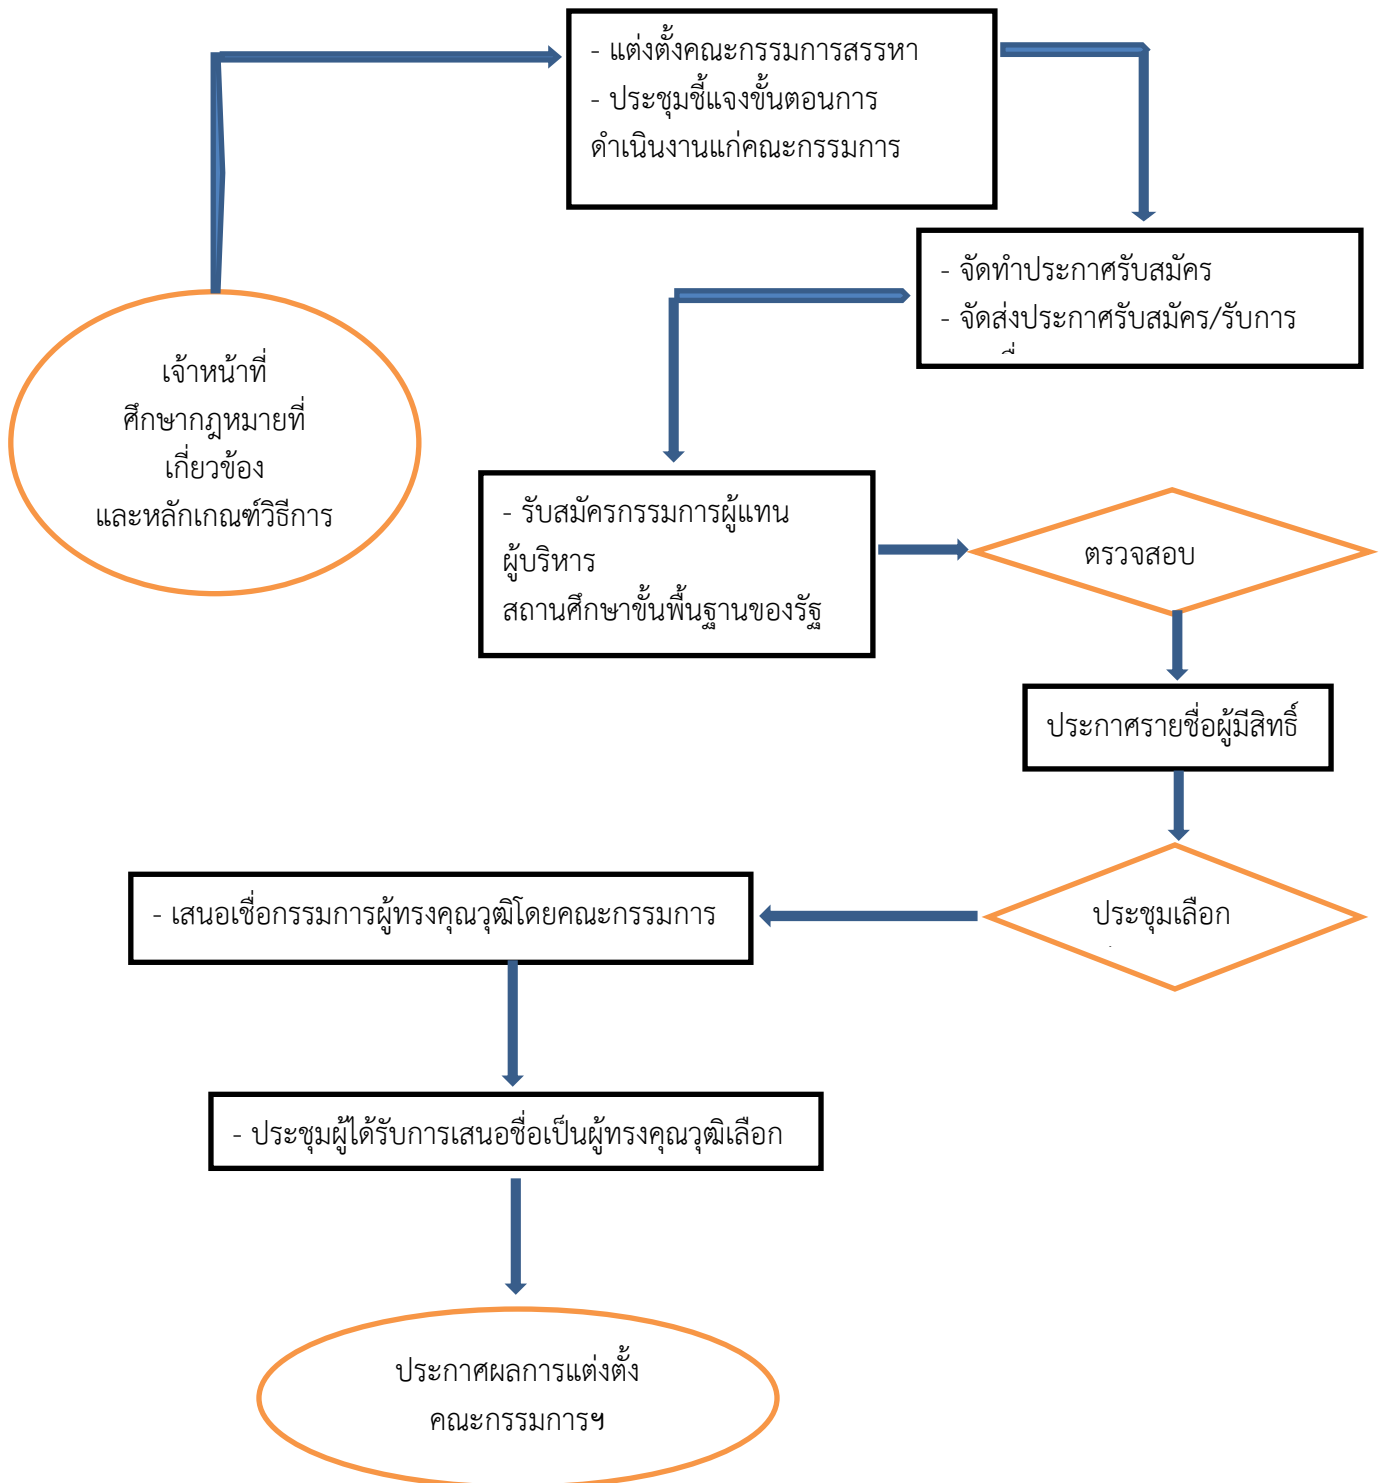 - แต่งตั้งคณะกรรมการสรรหา
- ประชุมชี้แจงขั้นตอนการ
ดำเนินงานแก่คณะกรรมการ
- จัดทำประกาศรับสมัคร
- จัดส่งประกาศรับสมัคร/รับการ
เจ้าหน้าที่
ศึกษากฎหมายที่
เกี่ยวข้อง
และหลักเกณฑ์วิธีการ
- รับสมัครกรรมการผู้แทน
ผู้บริหาร
สถานศึกษาขั้นพื้นฐานของรัฐ
ตรวจสอบ
ประกาศรายชื่อผู้มีสิทธิ์
ประชุมเลือก
- เสนอเชื่อกรรมการผู้ทรงคุณวุฒิโดยคณะกรรมการ
- ประชุมผู้ได้รับการเสนอชื่อเป็นผู้ทรงคุณวุฒิเลือก
ประกาศผลการแต่งตั้ง
คณะกรรมการฯ